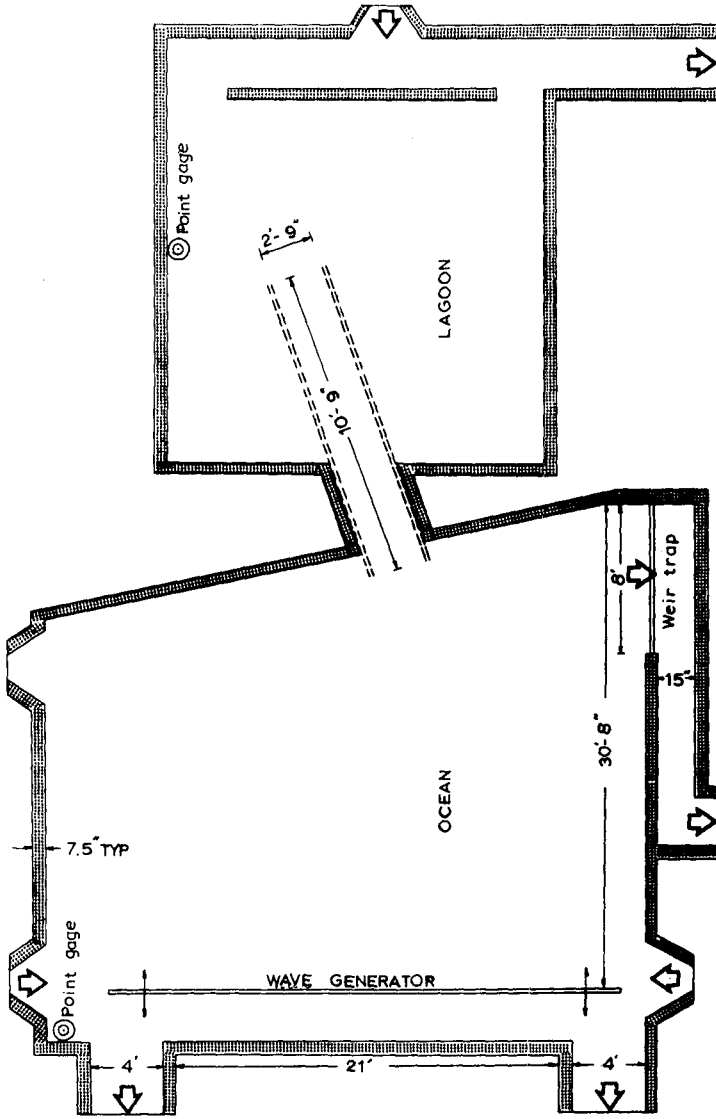 Point gage
2'-9"
LAGOON
10'-9"
8'
Weir trap
15"
30'-8"
OCEAN
7.5" TYP
Point gage
WAVE GENERATOR
4'
21'
4'